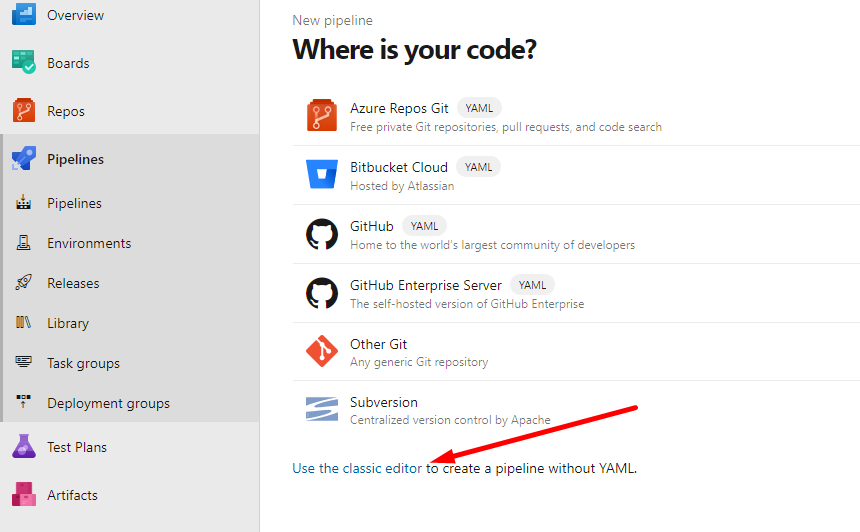 Overview
Boards
Repos
Pipelines
Pipelines
Environments
Releases
Library
Task groups
Deployment groups
Test Plans
Artifacts
New pipeline
Where is your code?
Azure Repos Git YAML
Free private Git repositories, pull requests, and code search
Bitbucket Cloud YAML
Hosted by Atlassian
GitHub YAML
Home to the world's largest community of developers
GitHub Enterprise Server YAML
The self-hosted version of GitHub Enterprise
Other Git
Any generic Git repository
Subversion
Centralized version control by Apache
Use the classic editor to create a pipeline without YAML.